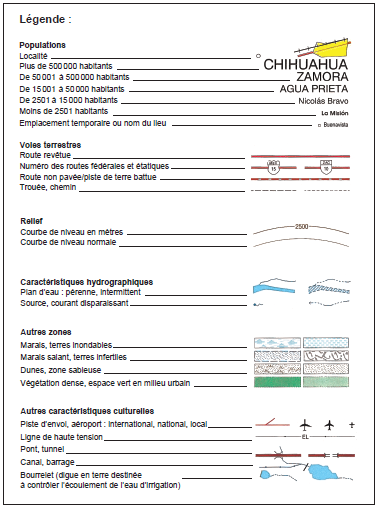 Légende :
Populations
Localité
Plus de 500 000 habitants CHIHUAHUA
De 50 001 à 500 000 habitants ZAMORA
De 15 001 à 50 000 habitants AGUA PRIETA
De 2501 à 15 000 habitants Nicolás Bravo
Moins de 2501 habitants La Misión
Emplacement temporaire ou nom du lieu Buenavista
Voies terrestres
Route revêtue
Numéro des routes fédérales et étatiques 15 10
Route non pavée/piste de terre battue
Trouée, chemin
Relief
Courbe de niveau en mètres 2500
Courbe de niveau normale
Caractéristiques hydrographiques
Plan d'eau : pérenne, intermittent
Source, courant disparaissant
Autres zones
Marais, terres inondables
Marais salant, terres infertiles
Dunes, zone sableuse
Végétation dense, espace vert en milieu urbain
Autres caractéristiques culturelles
Piste d'envol, aéroport : international, national, local
Ligne de haute tension EL
Pont, tunnel
Canal, barrage
Bourrelet (digue en terre destinée
à contrôler l'écoulement de l'eau d'irrigation)